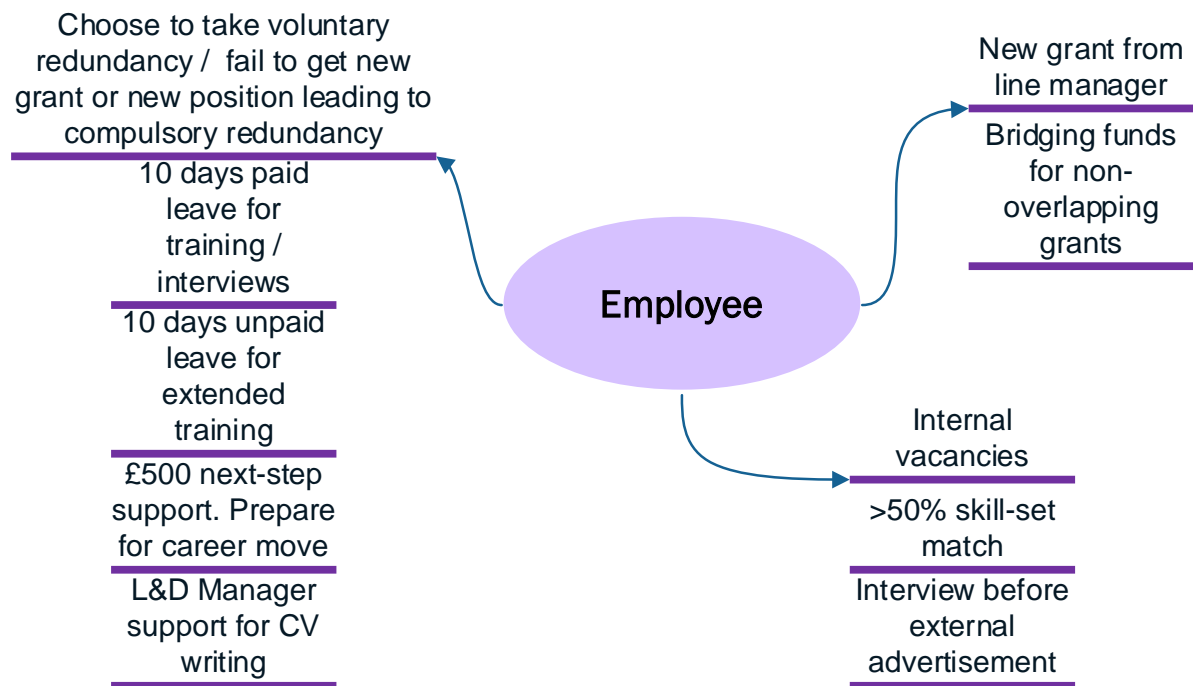 Choose to take voluntary
redundancy /  fail to get new
grant or new position leading to
compulsory redundancy
10 days paid
leave for
training /
interviews
10 days unpaid
leave for
extended
training
£500 next-step
support. Prepare
for career move
L&D Manager
support for CV
writing
Employee
New grant from
line manager
Bridging funds
for non-
overlapping
grants
Internal
vacancies
>50% skill-set
match
Interview before
external
advertisement